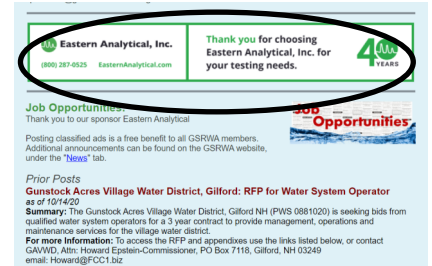 Eastern Analytical, Inc.
(800) 287-0525 EasternAnalytical.com
Thank you for choosing
Eastern Analytical, Inc. for
your testing needs.
40
YEARS
Job Opportunities:
Thank you to our sponsor Eastern Analytical
Posting classified ads is a free benefit to all GSRWA members.
Additional announcements can be found on the GSRWA website,
under the "News" tab.
Job
Opportunities
Prior Posts
Gunstock Acres Village Water District, Gilford: RFP for Water System Operator
as of 10/14/20
Summary: The Gunstock Acres Village Water District, Gilford NH (PWS 0881020) is seeking bids from
qualified water system operators for a 3 year contract to provide management, operations and
maintenance services for the village water district.
For more Information: To access the RFP and appendixes use the links listed below, or contact
GAVWD, Attn: Howard Epstein-Commissioner, PO Box 7118, Gilford, NH 03249
email: Howard@FCC1.biz